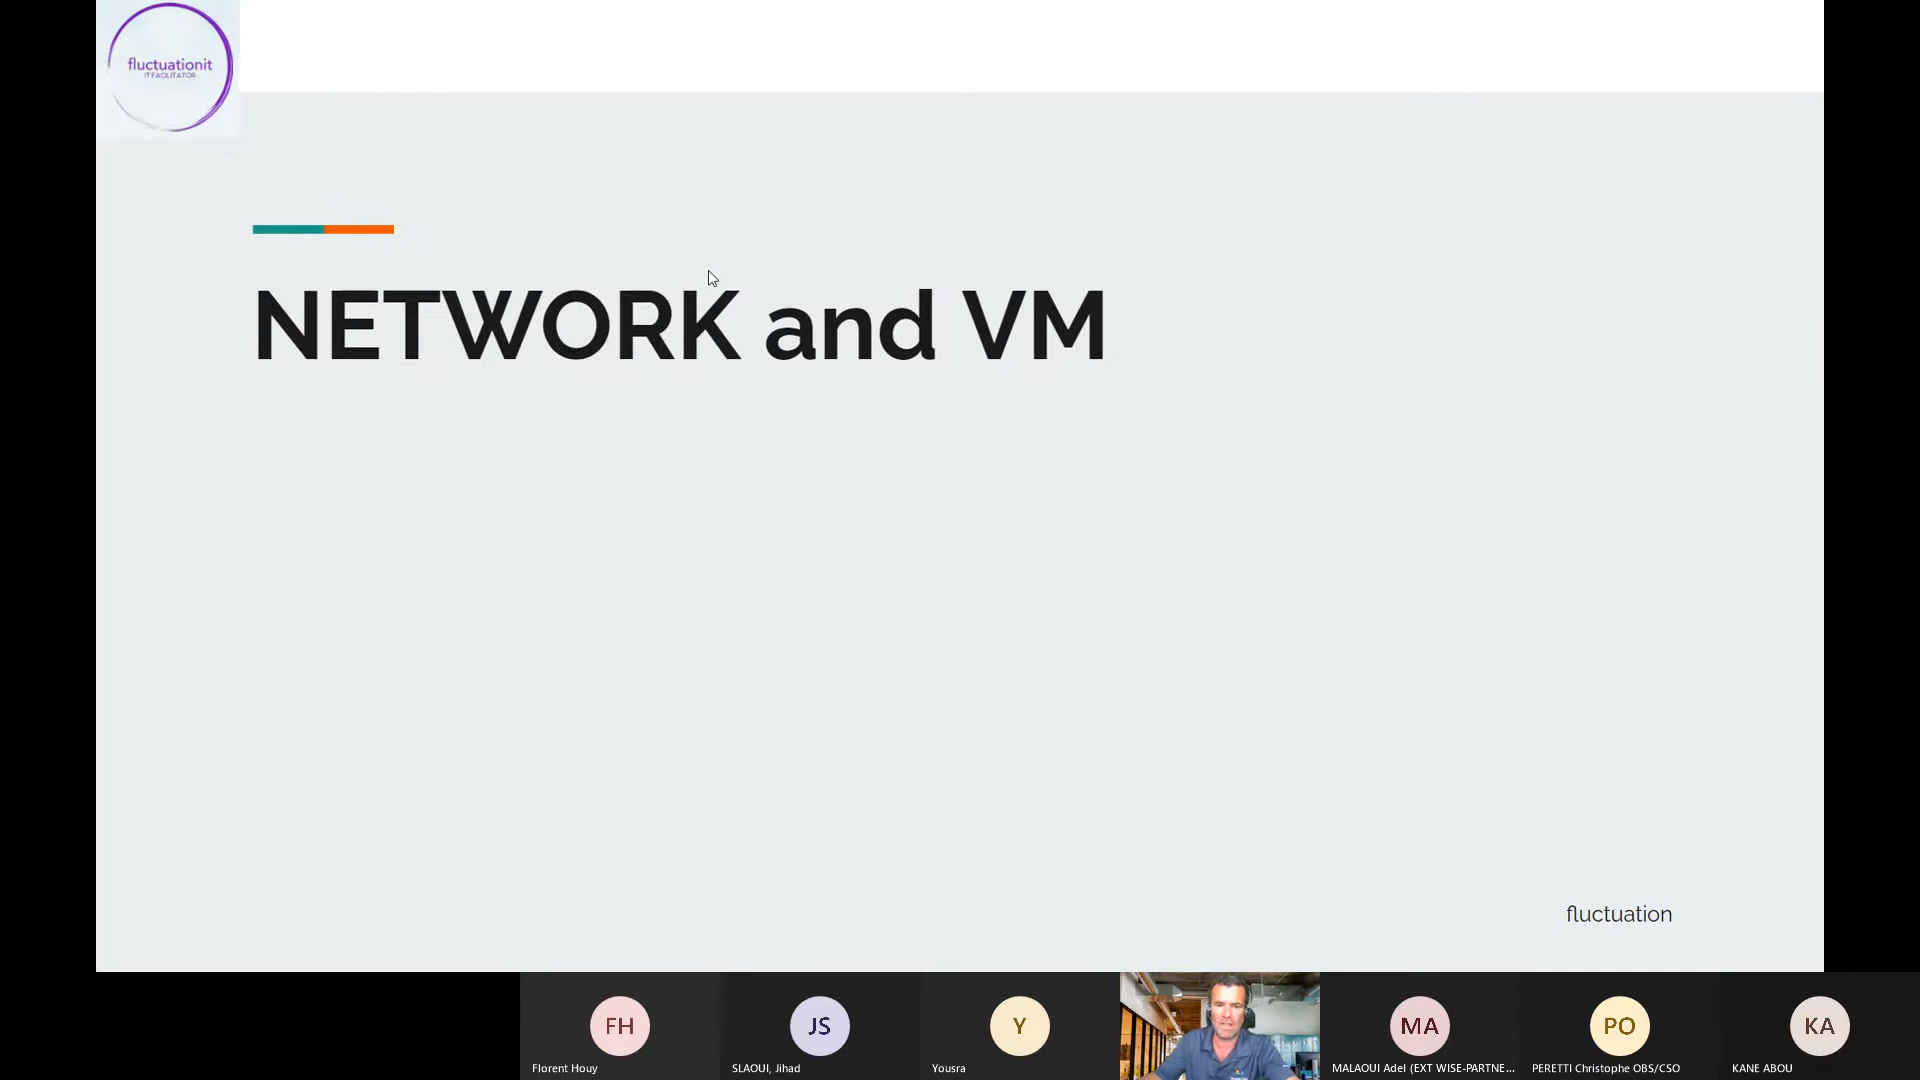 fluctuationit
IT FACILITATOR
NETWORK and VM
fluctuation
FH
JS
Y
MA
PO
KA
Florent Houy
SLAOUI, Jihad
Yousra
MALAOUI Adel (EXT WISE-PARTNE...
PERETTI Christophe OBS/CSO
KANE ABOU